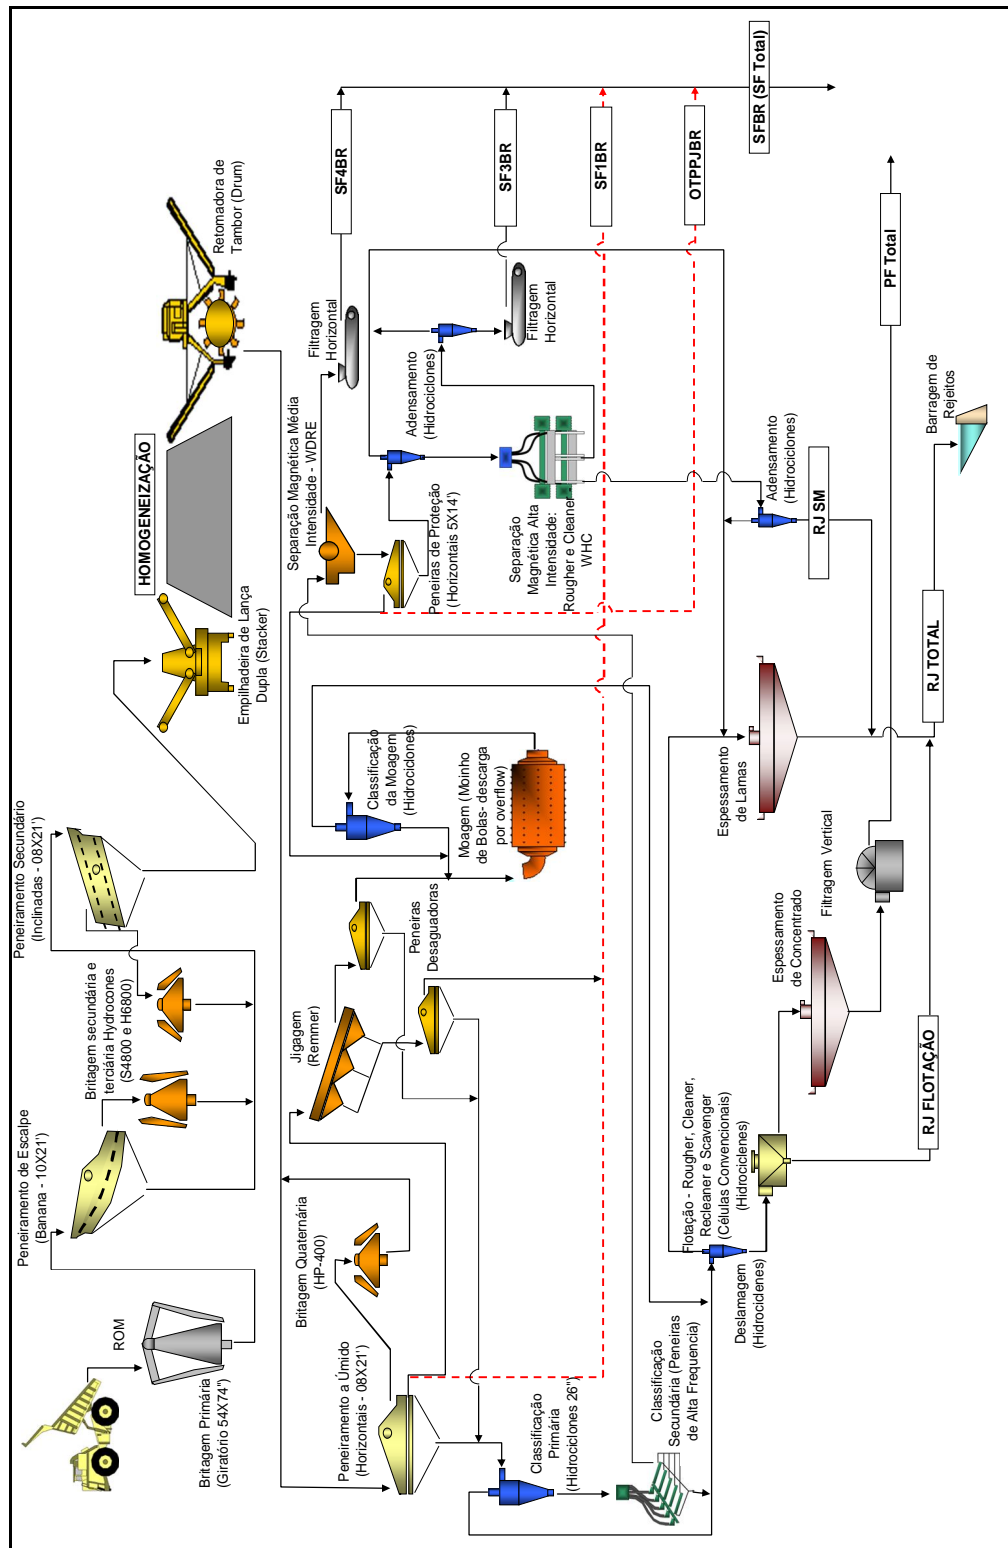 ROM
Britagem Primária
(Giratório 54X74")
Peneiramento de Escalpe
(Banana - 10X21')
Britagem secundária e
terciária Hydrocones
(S4800 e H6800)
Peneiramento Secundário
(Inclinadas - 08X21')
Empilhadeira de Lança
Dupla (Stacker)
HOMOGENEIZAÇÃO
Retomadora de
Tambor (Drum)
Peneiramento a Úmido
(Horizontais - 08X21')
Britagem Quaternária
(HP-400)
Jigagem
(Remmer)
Peneiras
Desaguadoras
Classificação
da Moagem
(Hidrociclones)
Moagem (Moinho
de Bolas- descarga
por overflow)
Separação Magnética Média
Intensidade - WDRE
Peneiras de Proteção
(Horizontais 5X14')
Filtragem
Horizontal
Adensamento
(Hidrociclones)
Filtragem
Horizontal
Separação
Magnética Alta
Intensidade:
Rougher e Cleaner -
WHC
SF4BR
SF3BR
SF1BR
OTPPJBR
SFBR (SF Total)
Classificação
Primária
(Hidrociclones 26")
Classificação
Secundária (Peneiras
de Alta Frequencia)
Flotação - Rougher, Cleaner,
Recleaner e Scavenger
(Células Convencionais)
(Hidrociclenes)
Deslamagem
(Hidrociclenes)
Espessamento
de Lamas
Adensamento
(Hidrociclones)
RJ SM
Espessamento
de Concentrado
Filtragem Vertical
PF Total
RJ FLOTAÇÃO
RJ TOTAL
Barragem de
Rejeitos